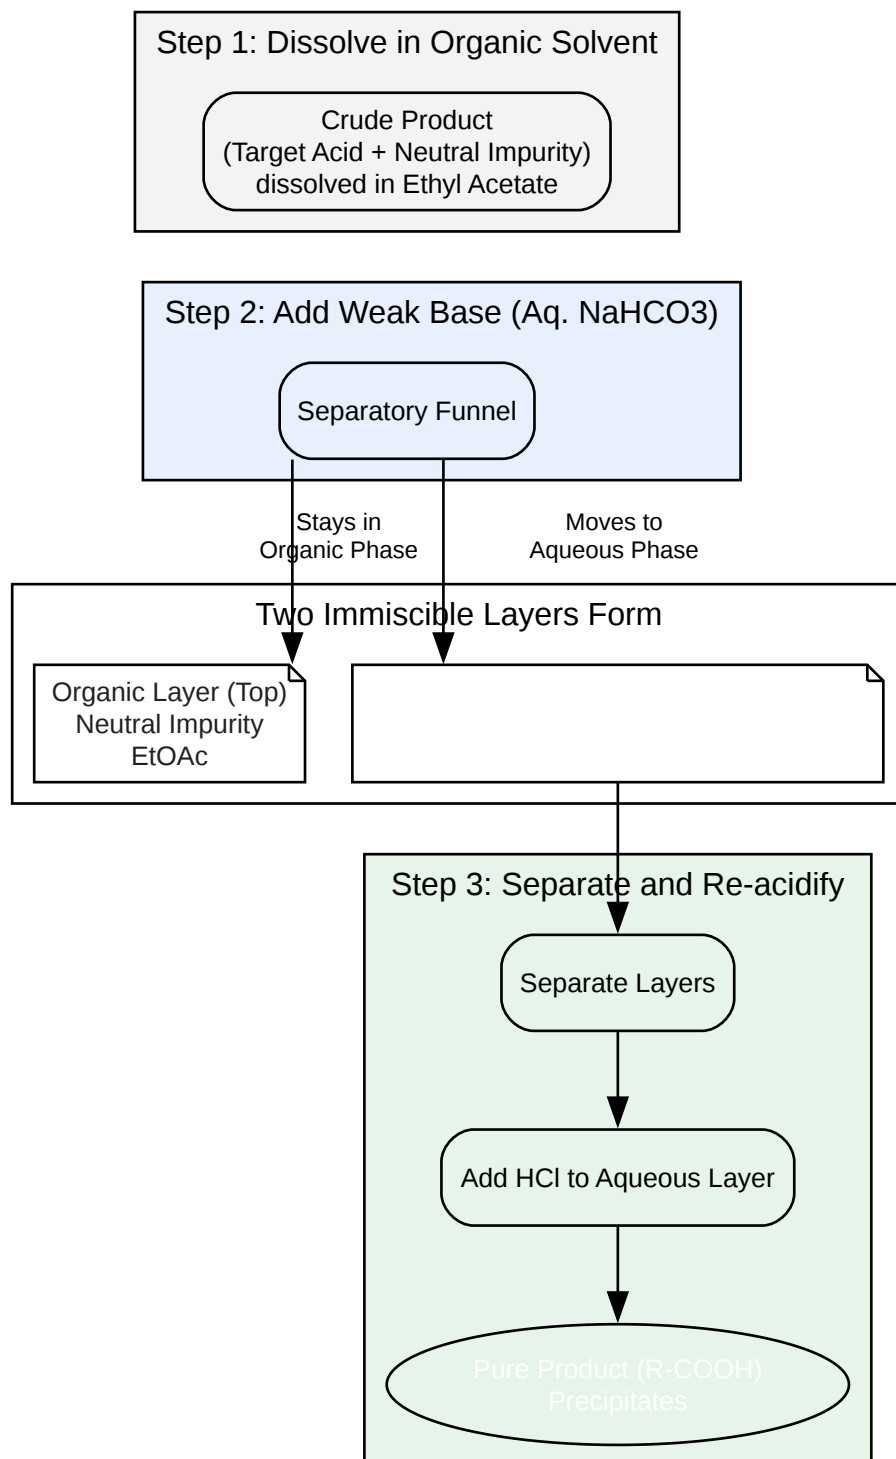 Step 1: Dissolve in Organic Solvent
Crude Product
(Target Acid + Neutral Impurity)
dissolved in Ethyl Acetate
Step 2: Add Weak Base (Aq. NaHCO3)
Separatory Funnel
Stays in
Organic Phase
Moves to
Aqueous Phase
Two Immiscible Layers Form
Organic Layer (Top)
Neutral Impurity
EtOAc
Step 3: Separate and Re-acidify
Separate Layers
Add HCl to Aqueous Layer
Pure Product (R-COOH)
Precipitates